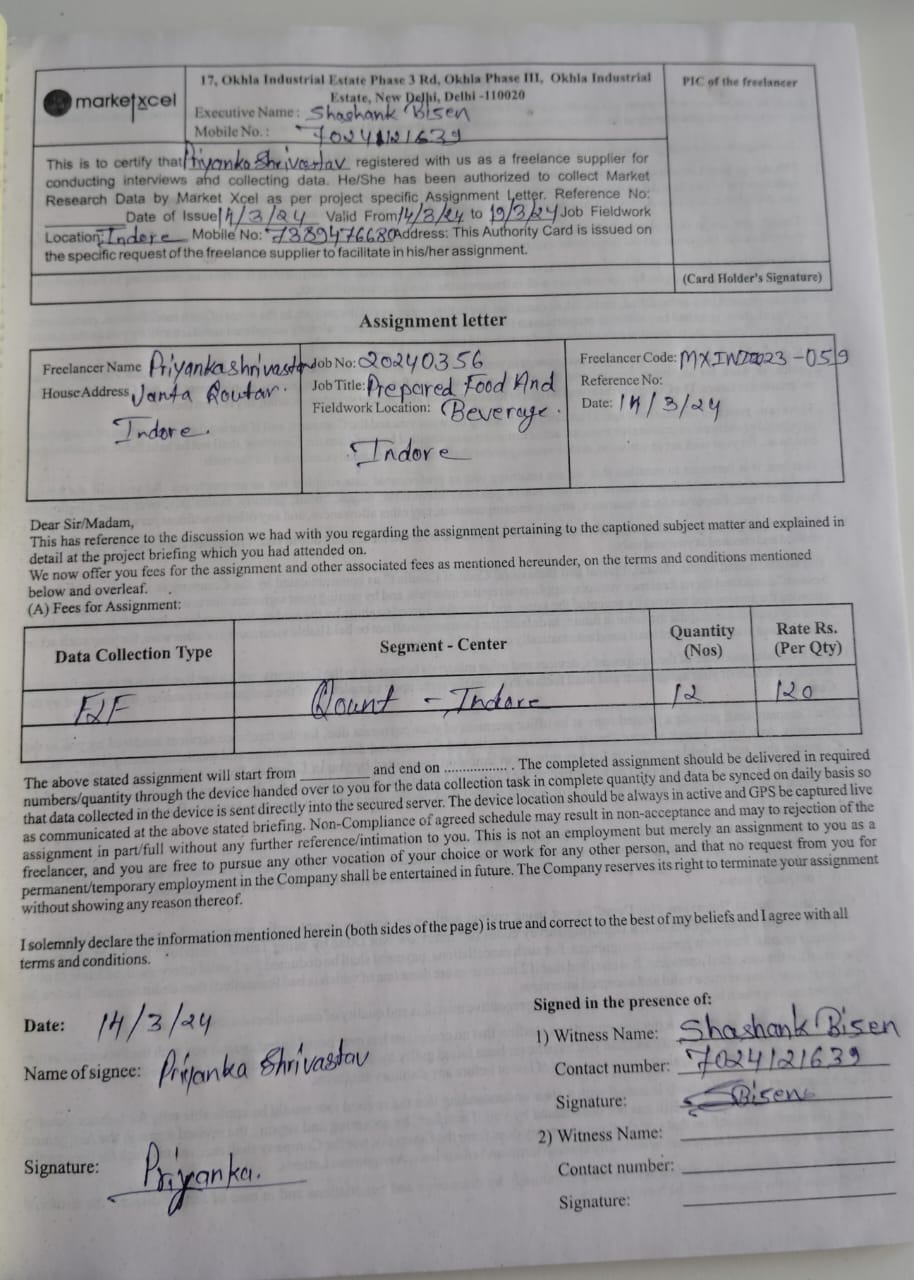 marketxcel
17, Okhla Industrial Estate Phase 3 Rd, Okhla Phase III, Okhla Industrial
Estate, New Delhi, Delhi -110020
Executive Name : Shashank Bisen
Mobile No. : 7024121639
PIC of the freelancer
This is to certify that Priyanka Shrivastav registered with us as a freelance supplier for
conducting interviews and collecting data. He/She has been authorized to collect Market
Research Data by Market Xcel as per project specific Assignment Letter. Reference No:
________ Date of Issue 14/3/24 Valid From 14/3/24 to 19/3/24 Job Fieldwork
Location: Indore Mobile No: 7389476680 Address: This Authority Card is issued on
the specific request of the freelance supplier to facilitate in his/her assignment.
(Card Holder's Signature)
Assignment letter
Freelancer Name Priyanka shrivastav
House Address Janta
Indore.
Job No: 20240356
Job Title: Prepared Food And
Fieldwork Location: Beverage.
Indore
Freelancer Code: MXIND2023-059
Reference No:
Date: 14/3/24
Dear Sir/Madam,
This has reference to the discussion we had with you regarding the assignment pertaining to the captioned subject matter and explained in
detail at the project briefing which you had attended on.
We now offer you fees for the assignment and other associated fees as mentioned hereunder, on the terms and conditions mentioned
below and overleaf.
(A) Fees for Assignment:
Data Collection Type Segment - Center Quantity (Nos) Rate Rs. (Per Qty)
F2F Qount - Indore 12 120
The above stated assignment will start from ________ and end on ................ . The completed assignment should be delivered in required
numbers/quantity through the device handed over to you for the data collection task in complete quantity and data be synced on daily basis so
that data collected in the device is sent directly into the secured server. The device location should be always in active and GPS be captured live
as communicated at the above stated briefing. Non-Compliance of agreed schedule may result in non-acceptance and may to rejection of the
assignment in part/full without any further reference/intimation to you. This is not an employment but merely an assignment to you as a
freelancer, and you are free to pursue any other vocation of your choice or work for any other person, and that no request from you for
permanent/temporary employment in the Company shall be entertained in future. The Company reserves its right to terminate your assignment
without showing any reason thereof.
I solemnly declare the information mentioned herein (both sides of the page) is true and correct to the best of my beliefs and I agree with all
terms and conditions.
Date: 14/3/24
Name of signee: Priyanka Shrivastav
Signature: Priyanka.
Signed in the presence of:
1) Witness Name: Shashank Bisen
Contact number: 7024121639
Signature: SBisen
2) Witness Name:
Contact number:
Signature: